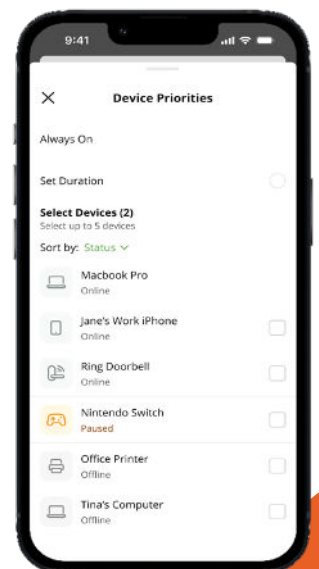 9:41
Device Priorities
Always On
Set Duration
Select Devices (2)
Select up to 5 devices
Sort by: Status
Macbook Pro
Online
Jane's Work iPhone
Online
Ring Doorbell
Online
Nintendo Switch
Paused
Office Printer
Offline
Tina's Computer
Offline